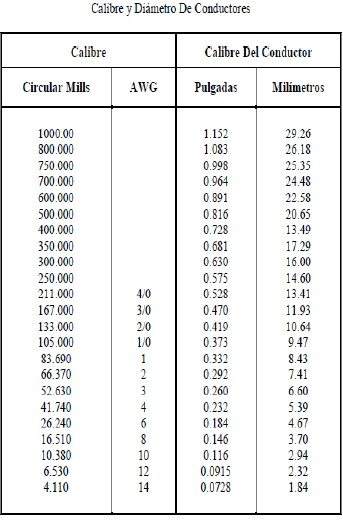 Calibre y Diámetro De Conductores
Calibre Calibre Del Conductor
Circular Mills AWG Pulgadas Milímetros
1000.00 1.152 29.26
800.000 1.083 26.18
750.000 0.998 25.35
700.000 0.964 24.48
600.000 0.891 22.58
500.000 0.816 20.65
400.000 0.728 13.49
350.000 0.681 17.29
300.000 0.630 16.00
250.000 0.575 14.60
211.000 4/0 0.528 13.41
167.000 3/0 0.470 11.93
133.000 2/0 0.419 10.64
105.000 1/0 0.373 9.47
83.690 1 0.332 8.43
66.370 2 0.292 7.41
52.630 3 0.260 6.60
41.740 4 0.232 5.39
26.240 6 0.184 4.67
16.510 8 0.146 3.70
10.380 10 0.116 2.94
6.530 12 0.0915 2.32
4.110 14 0.0728 1.84